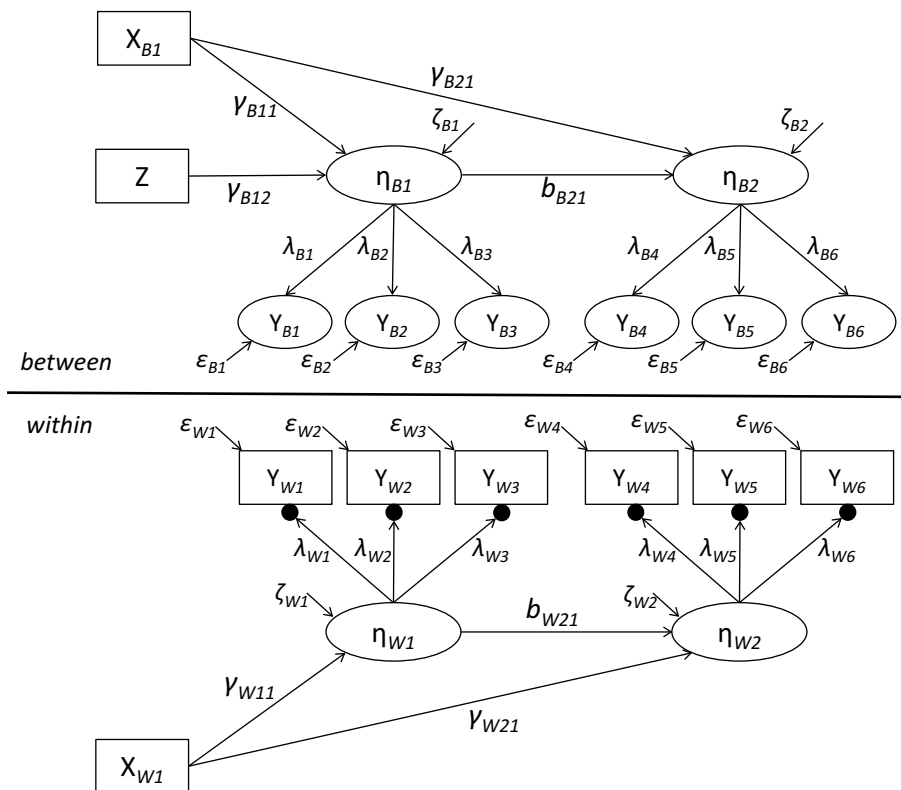 X_B1
γ_B21
γ_B11
ζ_B1
ζ_B2
Z
γ_B12
η_B1
b_B21
η_B2
λ_B1 λ_B2 λ_B3 λ_B4 λ_B5 λ_B6
Y_B1 Y_B2 Y_B3 Y_B4 Y_B5 Y_B6
between
ε_B1 ε_B2 ε_B3 ε_B4 ε_B5 ε_B6
within
ε_W1 ε_W2 ε_W3 ε_W4 ε_W5 ε_W6
Y_W1 Y_W2 Y_W3 Y_W4 Y_W5 Y_W6
λ_W1 λ_W2 λ_W3 λ_W4 λ_W5 λ_W6
ζ_W1
b_W21
ζ_W2
η_W1
η_W2
γ_W11
γ_W21
X_W1